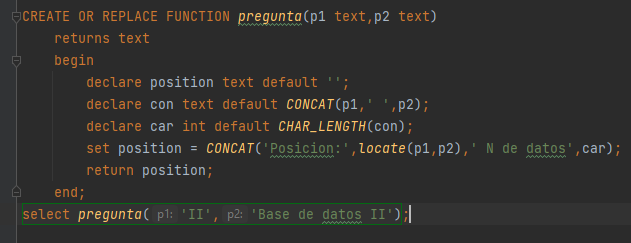 CREATE OR REPLACE FUNCTION pregunta(p1 text,p2 text)
returns text
begin
declare position text default '';
declare con text default CONCAT(p1,' ',p2);
declare car int default CHAR_LENGTH(con);
set position = CONCAT('Posicion:',locate(p1,p2),' N de datos',car);
return position;
end;
select pregunta( p1: 'II', p2: 'Base de datos II');